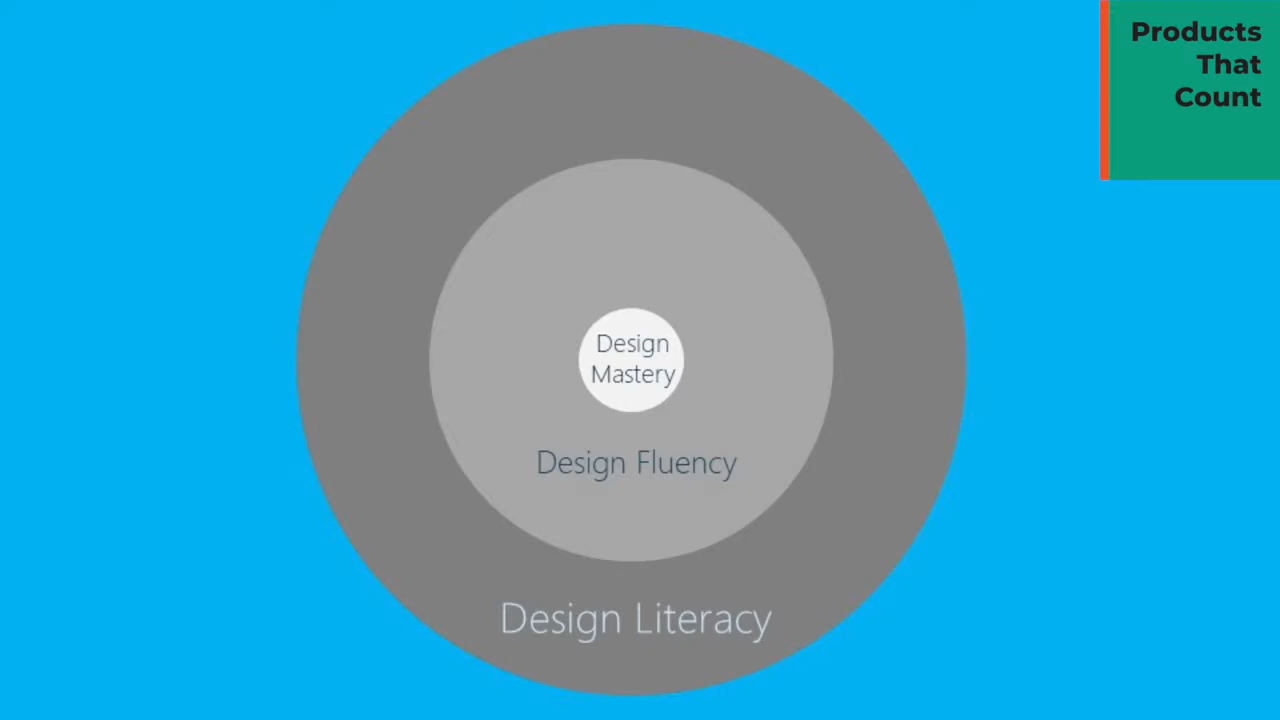 Products
That
Count
Design
Mastery
Design Fluency
Design Literacy